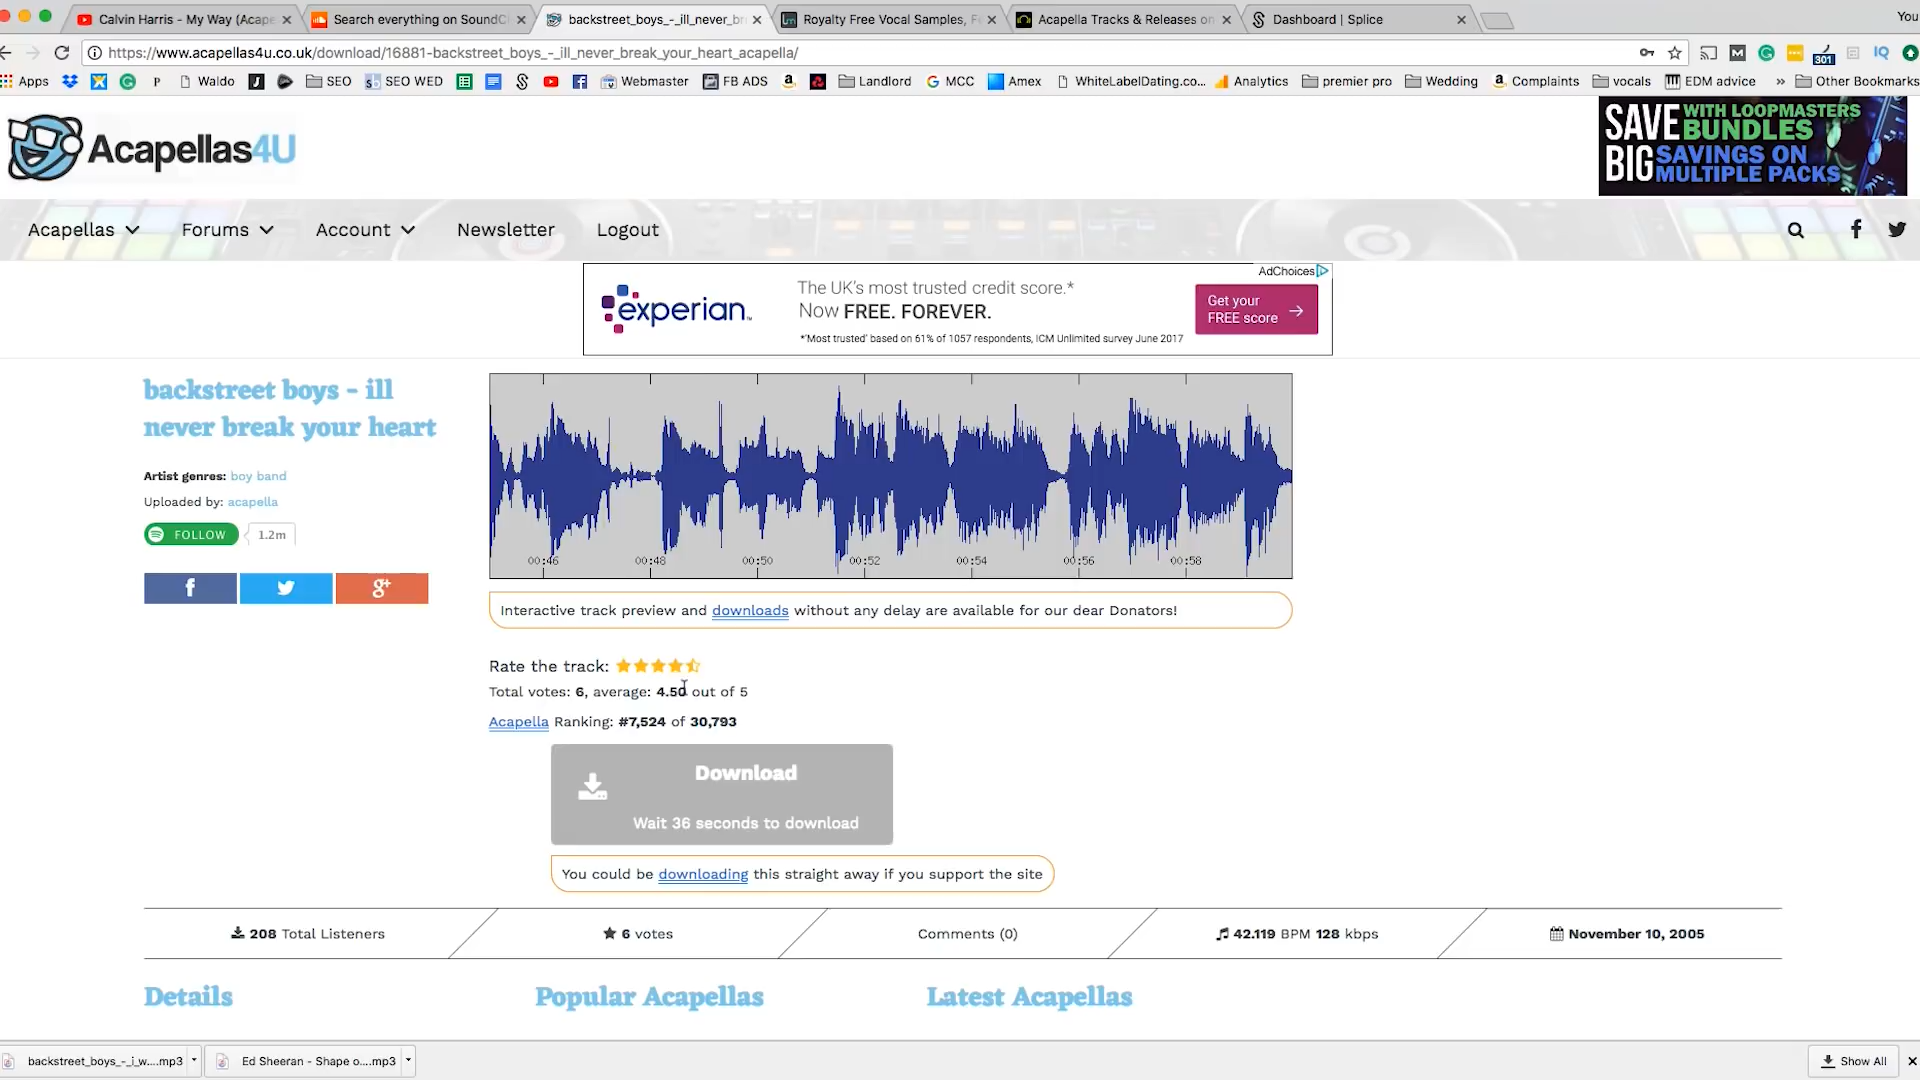 Calvin Harris - My Way (Acape
Search everything on SoundC
backstreet_boys_-_ill_never_br
Royalty Free Vocal Samples, F
Acapella Tracks & Releases on
Dashboard | Splice
You
https://www.acapellas4u.co.uk/download/16881-backstreet_boys_-_ill_never_break_your_heart_acapella/
301
IQ
Apps
P
Waldo
J
SEO
SEO WED
Webmaster
FB ADS
Landlord
MCC
Amex
WhiteLabelDating.co...
Analytics
premier pro
Wedding
Complaints
vocals
EDM advice
»
Other Bookmarks
Acapellas4U
SAVE WITH LOOPMASTERS BUNDLES
BIG SAVINGS ON MULTIPLE PACKS
Acapellas
Forums
Account
Newsletter
Logout
AdChoices
experian™
The UK's most trusted credit score.*
Now FREE. FOREVER.
*'Most trusted' based on 61% of 1057 respondents, ICM Unlimited survey June 2017
Get your
FREE score
backstreet boys - ill
never break your heart
Artist genres: boy band
Uploaded by: acapella
FOLLOW 1.2m
00:46 00:48 00:50 00:52 00:54 00:56 00:58
Interactive track preview and downloads without any delay are available for our dear Donators!
Rate the track:
Total votes: 6, average: 4.50 out of 5
Acapella Ranking: #7,524 of 30,793
Download
Wait 36 seconds to download
You could be downloading this straight away if you support the site
208 Total Listeners
6 votes
Comments (0)
42.119 BPM 128 kbps
November 10, 2005
Details
Popular Acapellas
Latest Acapellas
backstreet_boys_-_i_w....mp3
Ed Sheeran - Shape o....mp3
Show All